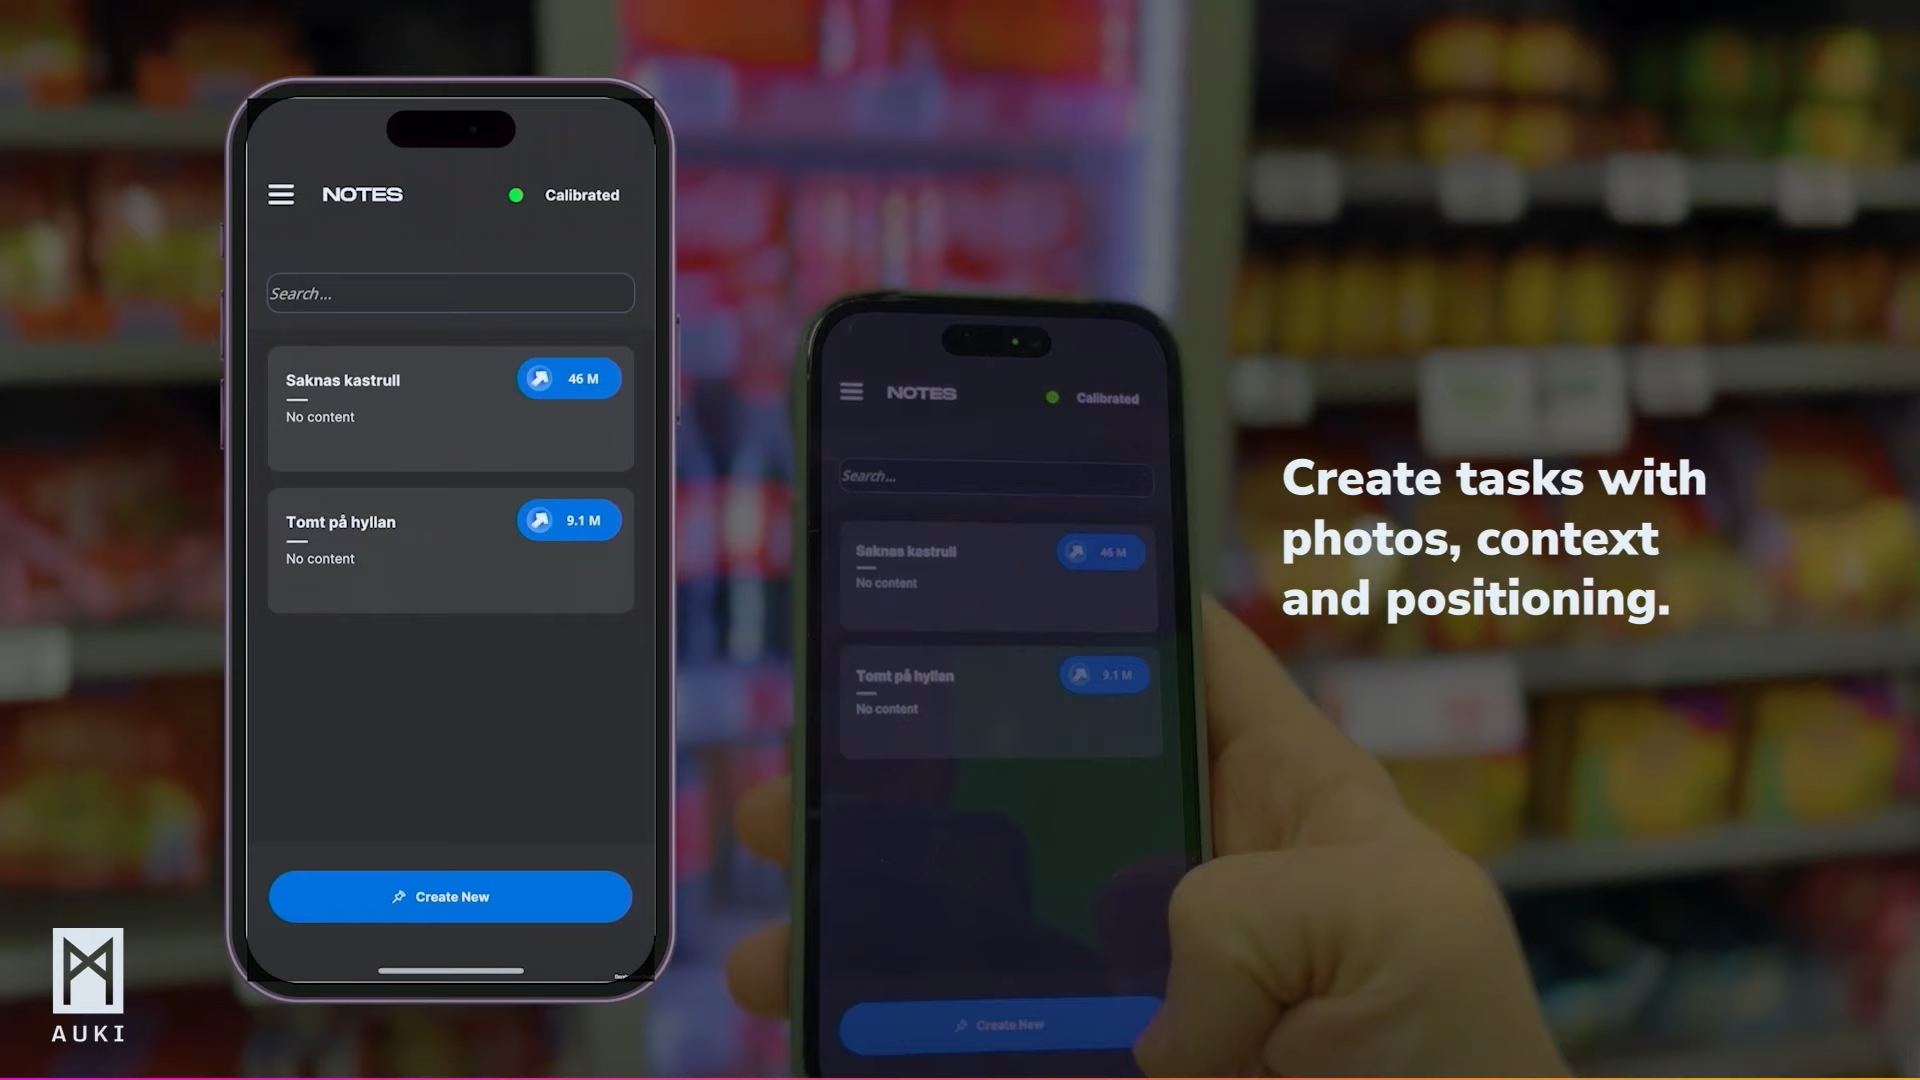 NOTES
Calibrated
Search...
Saknas kastrull
46 M
No content
Tomt på hyllan
9.1 M
No content
Create New
NOTES
Calibrated
Search...
Saknas kastrull
46 M
No content
Tomt på hyllan
9.1 M
No content
Create New
Create tasks with
photos, context
and positioning.
AUKI